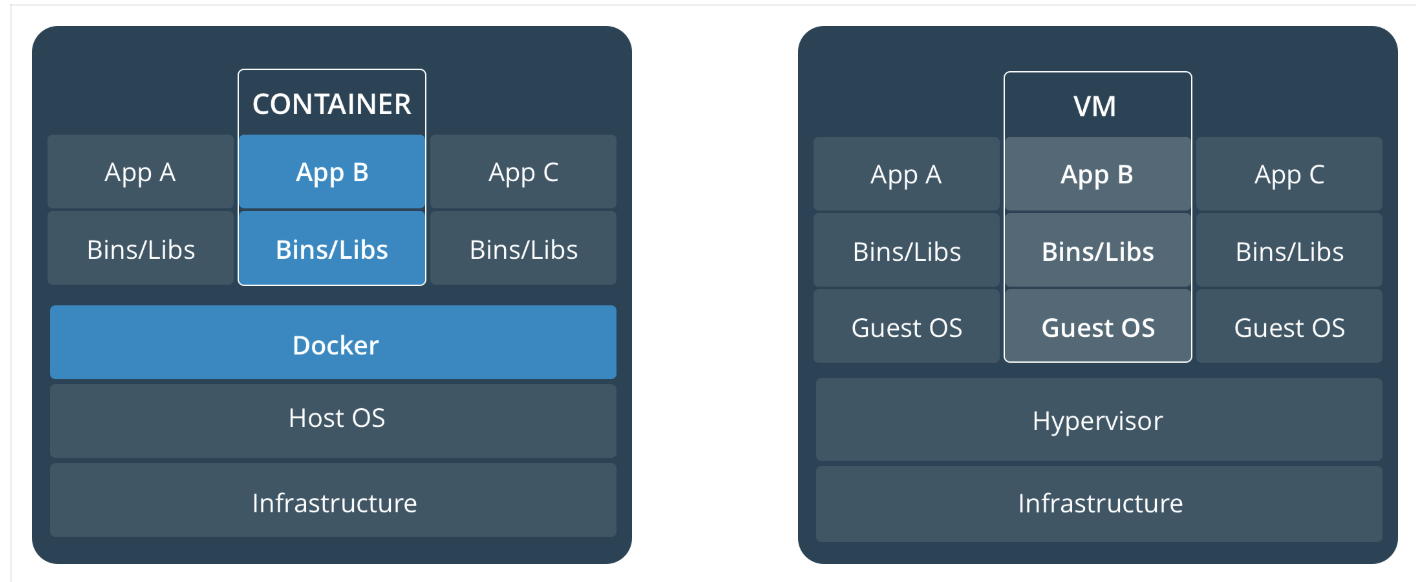 CONTAINER
App A
App B
App C
Bins/Libs
Bins/Libs
Bins/Libs
Docker
Host OS
Infrastructure
VM
App A
App B
App C
Bins/Libs
Bins/Libs
Bins/Libs
Guest OS
Guest OS
Guest OS
Hypervisor
Infrastructure